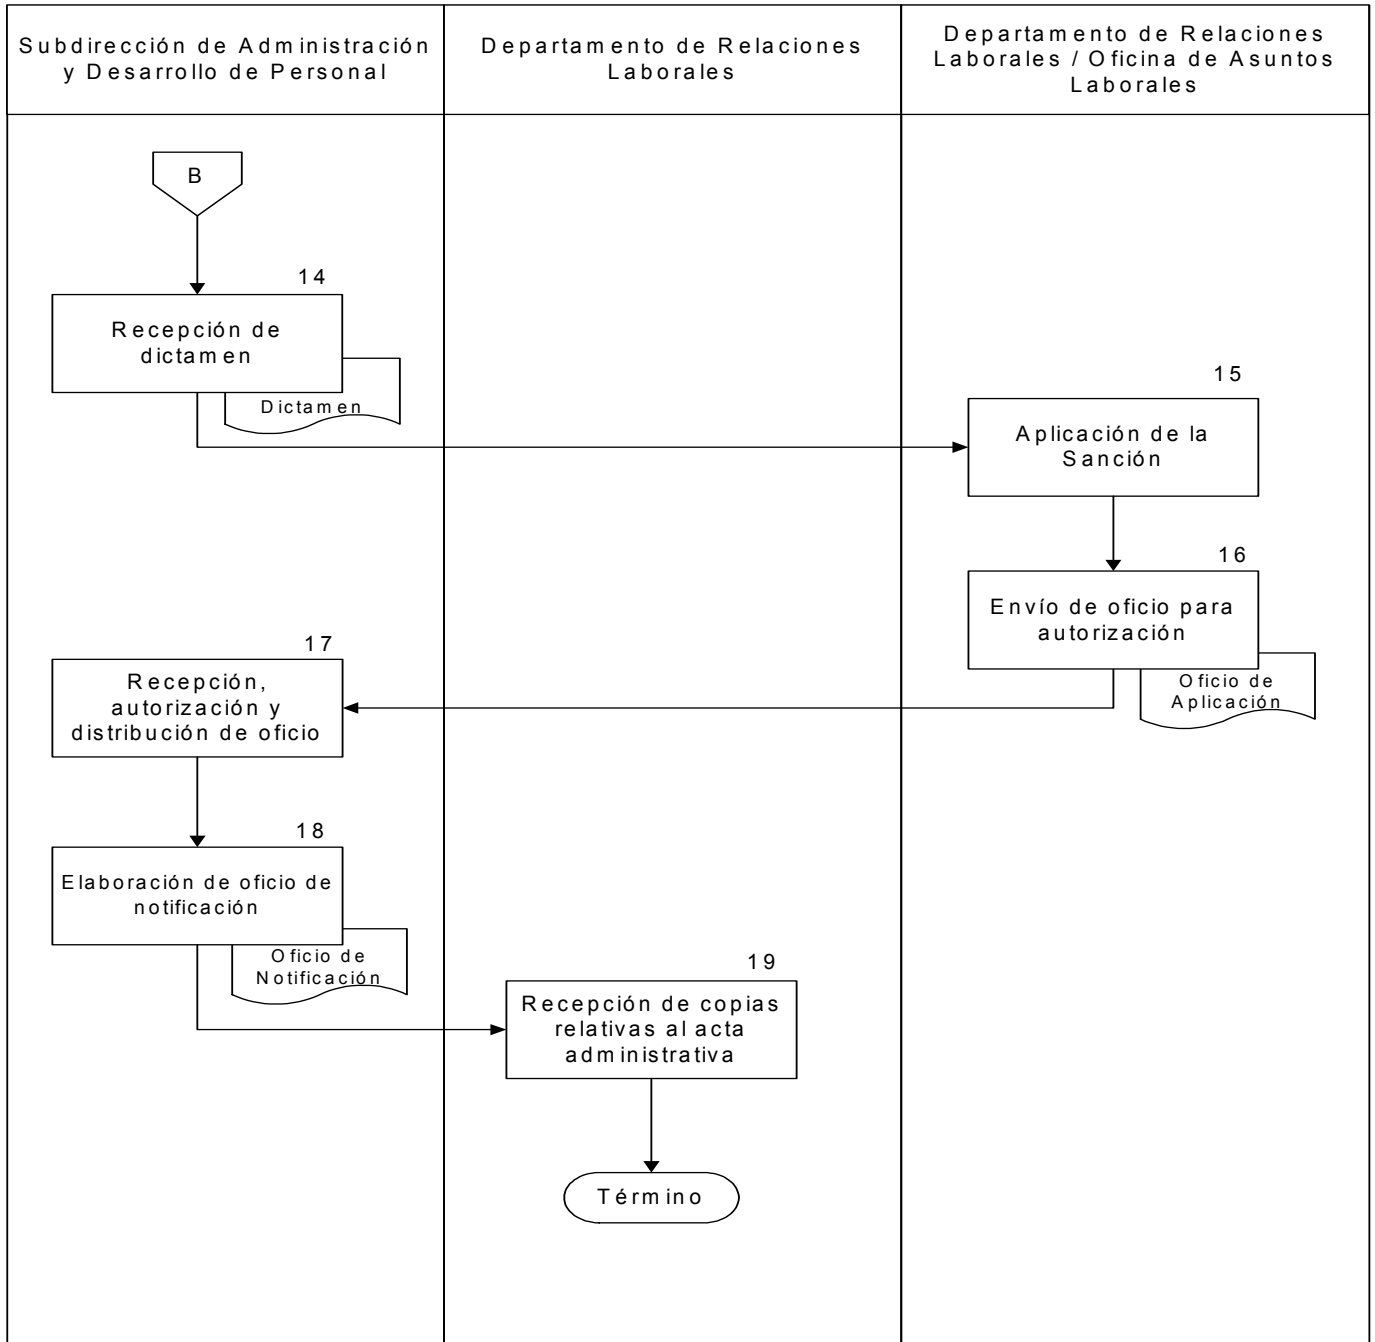 Subdirección de Administración
y Desarrollo de Personal
Departamento de Relaciones
Laborales
Departamento de Relaciones
Laborales / Oficina de Asuntos
Laborales
B
14
Recepción de
dictamen
Dictamen
15
Aplicación de la
Sanción
16
Envío de oficio para
autorización
Oficio de
Aplicación
17
Recepción,
autorización y
distribución de oficio
18
Elaboración de oficio de
notificación
Oficio de
Notificación
19
Recepción de copias
relativas al acta
administrativa
Término